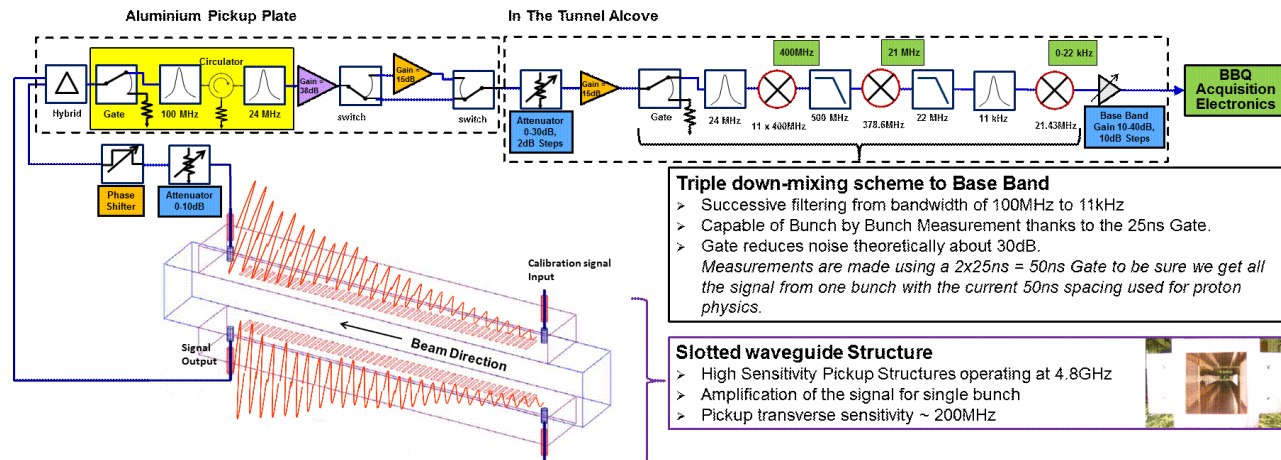 Aluminium Pickup Plate
In The Tunnel Alcove
Hybrid
Gate
100 MHz
Circulator
24 MHz
Gain =
38dB
switch
Gain =
15dB
switch
Attenuator
0-30dB,
2dB Steps
Gain =
15dB
Gate
24 MHz
400MHz
11 x 400MHz
500 MHz
21 MHz
378.6MHz
22 MHz
11 kHz
0-22 kHz
21.43MHz
Base Band
Gain 10-40dB,
10dB Steps
BBQ
Acquisition
Electronics
Phase
Shifter
Attenuator
0-10dB
Calibration signal
Input
Beam Direction
Signal
Output
Triple down-mixing scheme to Base Band
➢ Successive filtering from bandwidth of 100MHz to 11kHz
➢ Capable of Bunch by Bunch Measurement thanks to the 25ns Gate.
➢ Gate reduces noise theoretically about 30dB.
Measurements are made using a 2x25ns = 50ns Gate to be sure we get all
the signal from one bunch with the current 50ns spacing used for proton
physics.
Slotted waveguide Structure
➢ High Sensitivity Pickup Structures operating at 4.8GHz
➢ Amplification of the signal for single bunch
➢ Pickup transverse sensitivity ~ 200MHz